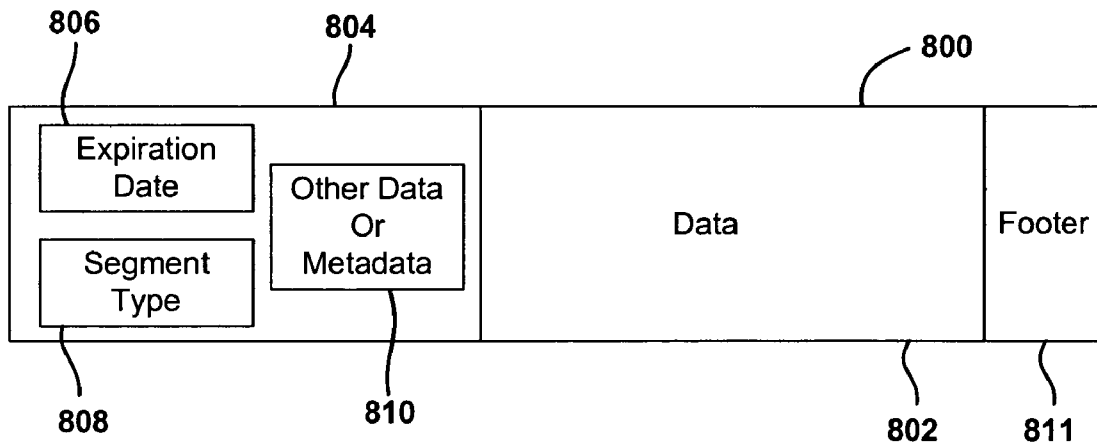 806
804
800
Expiration
Date
Other Data
Or
Metadata
Segment
Type
Data
Footer
808
810
802
811